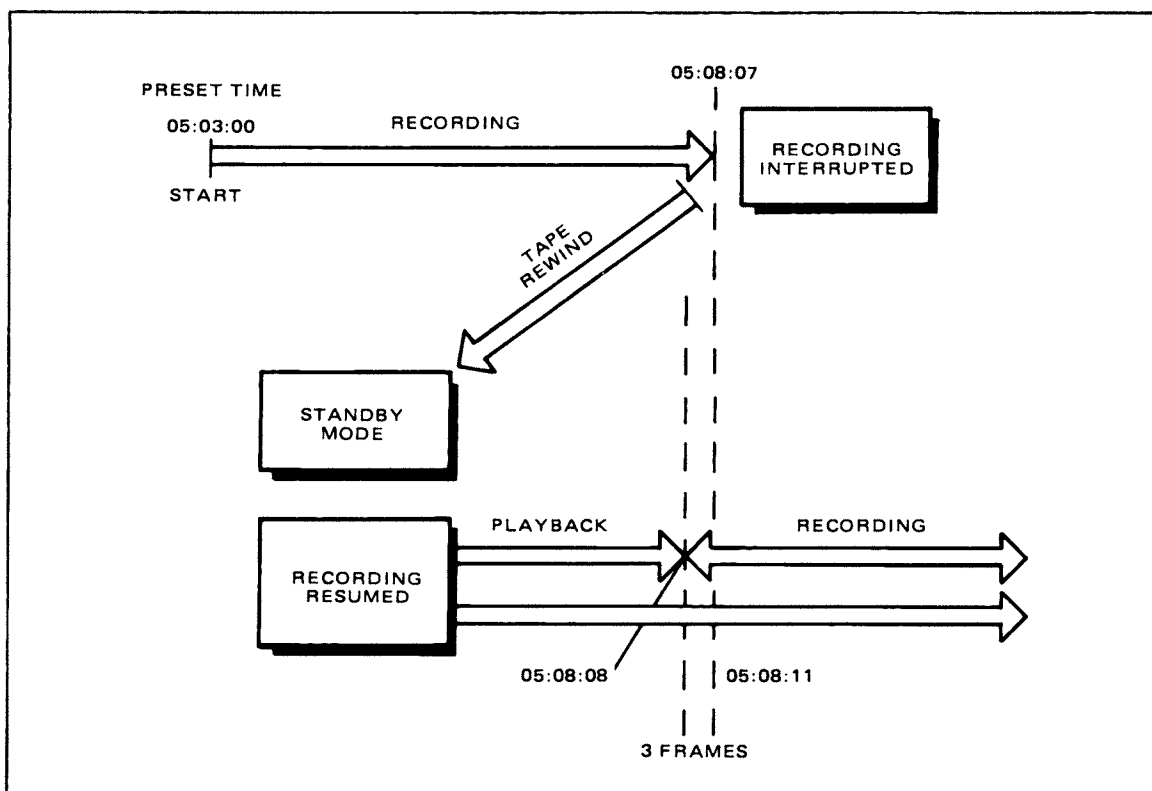 05:08:07
PRESET TIME
05:03:00
RECORDING
START
RECORDING
INTERRUPTED
TAPE
REWIND
STANDBY
MODE
PLAYBACK
RECORDING
RECORDING
RESUMED
05:08:08
05:08:11
3 FRAMES